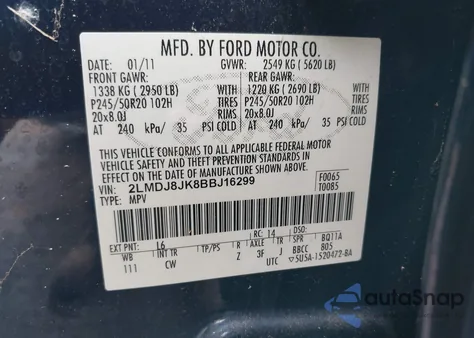 MFD. BY FORD MOTOR CO.
DATE: 01/11 GVWR: 2549 KG ( 5620 LB)
FRONT GAWR: REAR GAWR:
1338 KG ( 2950 LB) 1220 KG ( 2690 LB)
P245/50R20 102H WITH TIRES P245/50R20 102H
20x8.0J RIMS 20x8.0J
AT 240 kPa/ 35 PSI COLD AT 240 kPa/ 35 PSI COLD
THIS VEHICLE CONFORMS TO ALL APPLICABLE FEDERAL MOTOR
VEHICLE SAFETY AND THEFT PREVENTION STANDARDS IN
EFFECT ON THE DATE OF MANUFACTURE SHOWN ABOVE.
VIN: 2LMDJ8JK8BBJ16299 F0065
TYPE: MPV T0085
EXT PNT: L6 RC: 14 DSO:
WB INT TR TP/PS R AXLE TR SPR BQ11A
111 CW Z 3F J BBCC 805
UTC ▽5U5A-1520472-BA
autoSnap